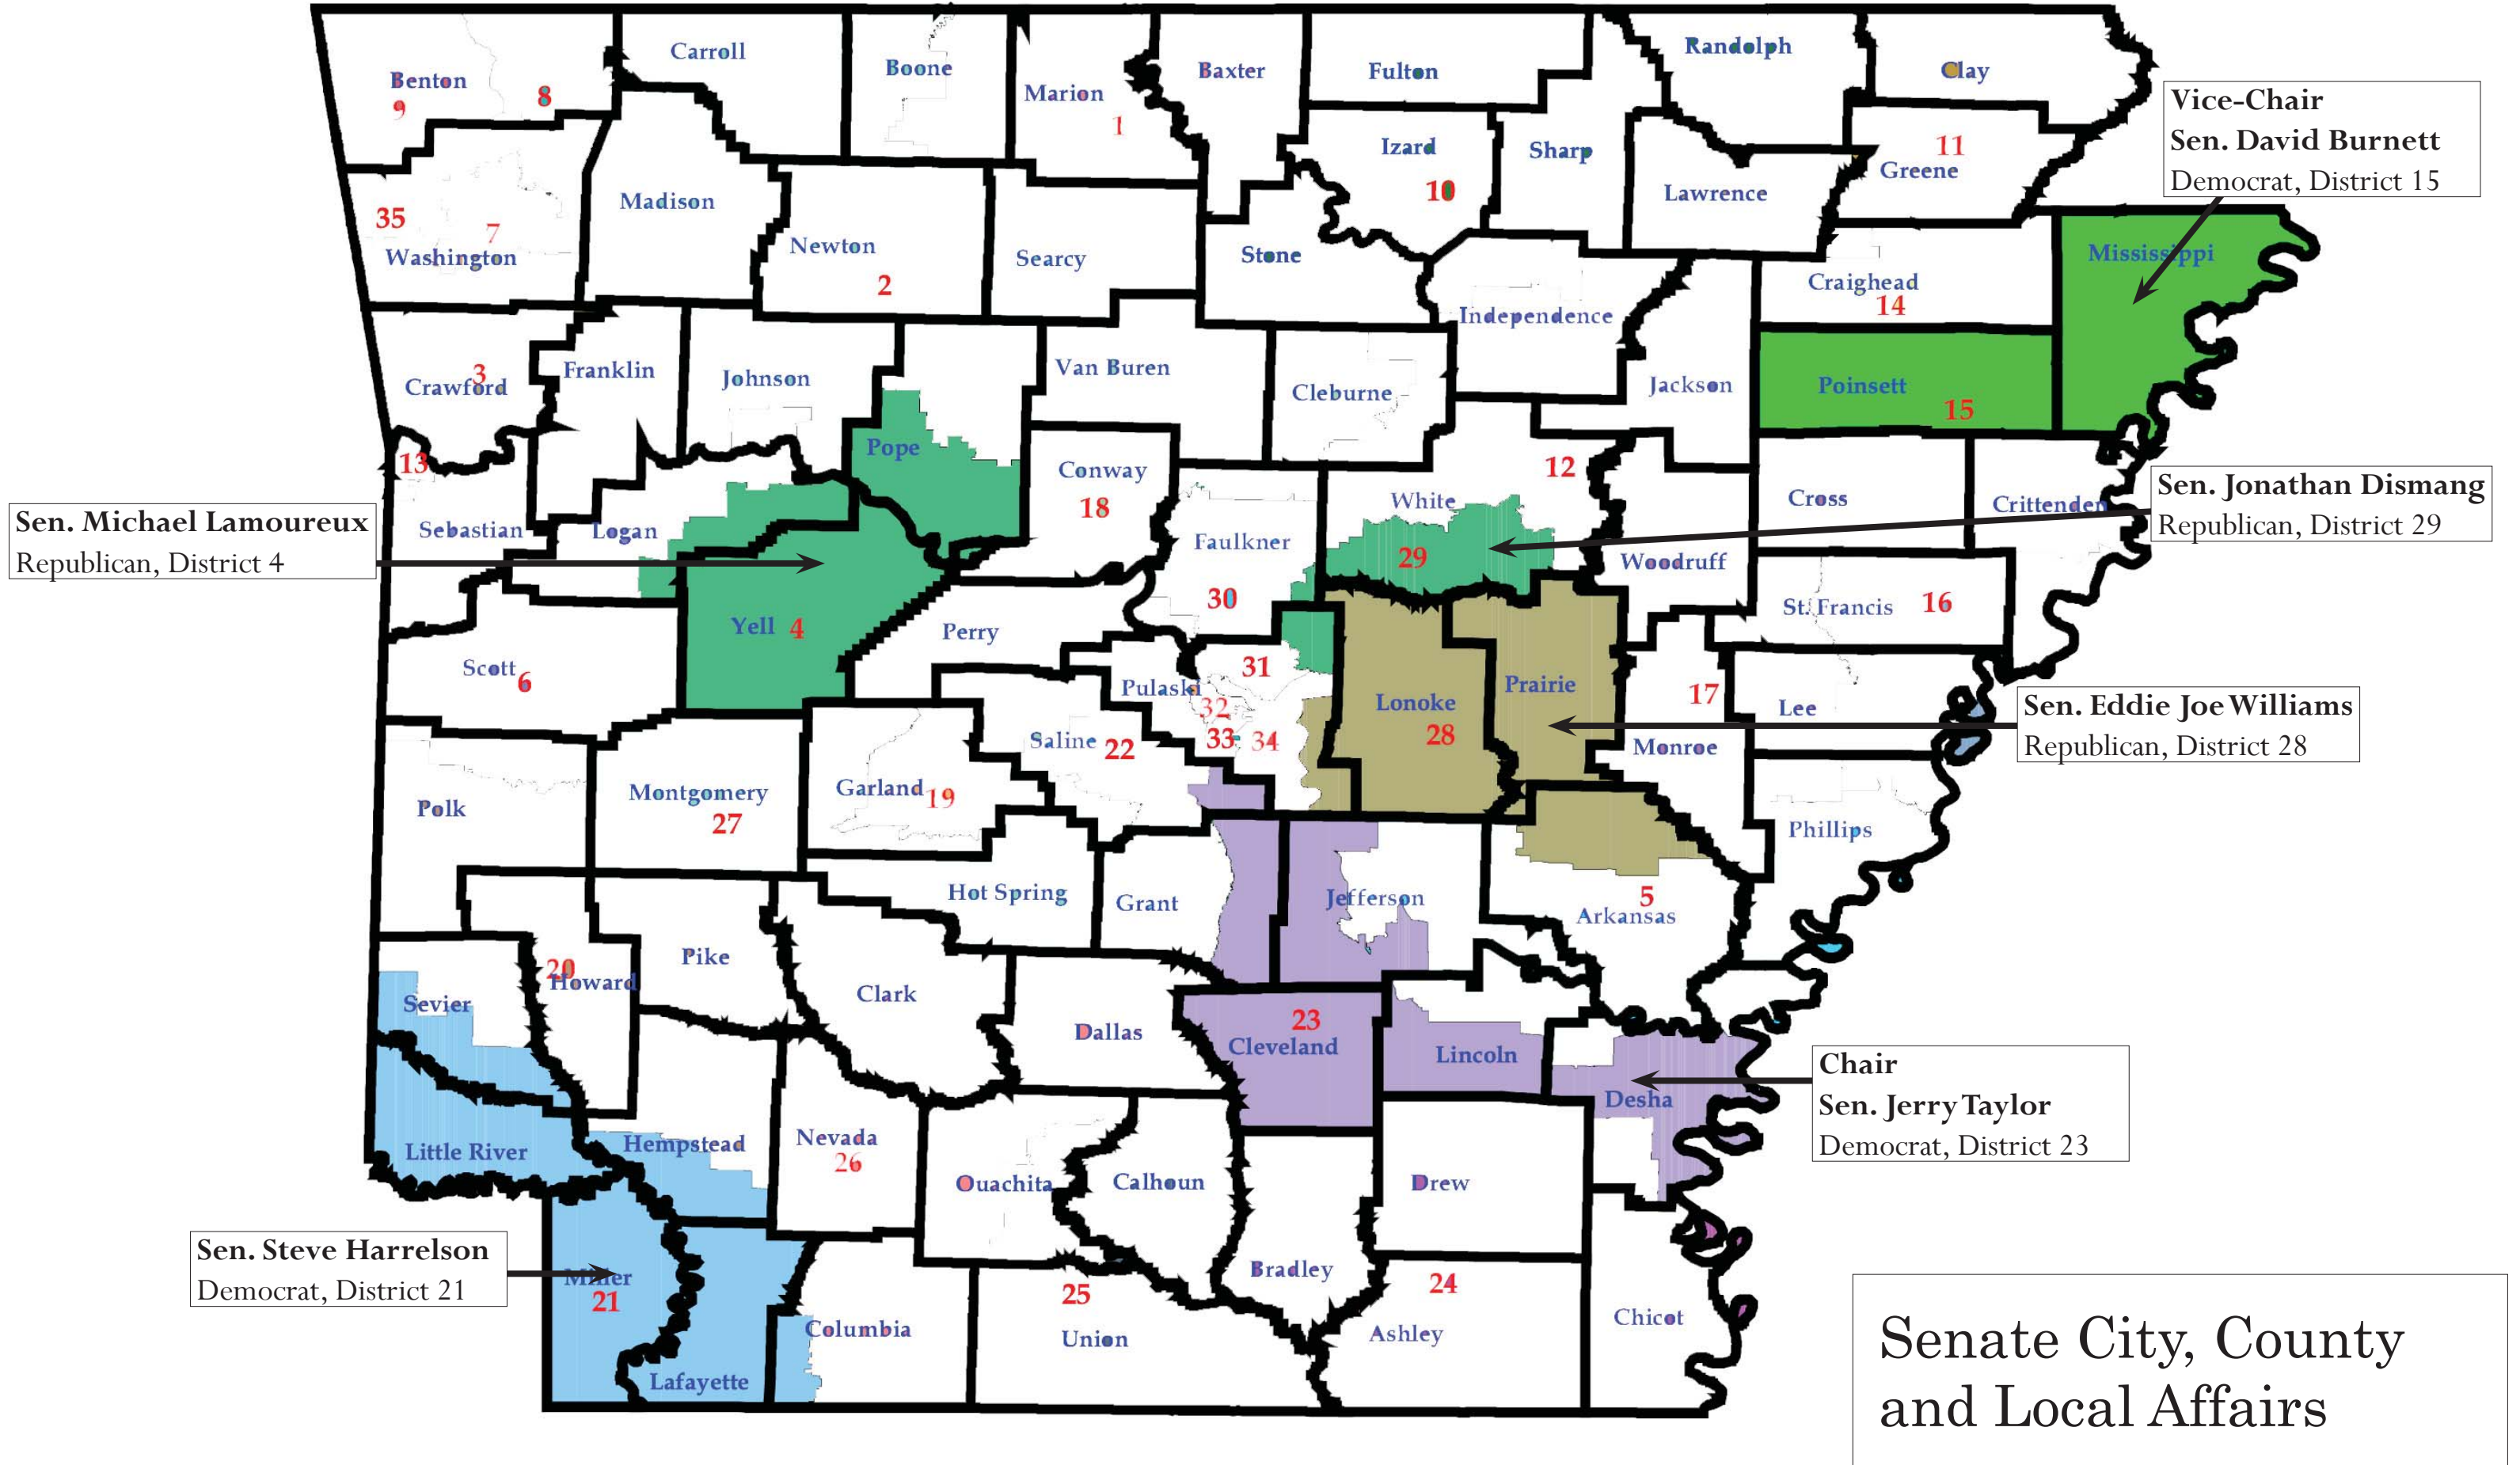 Carroll
Randolph
Boone
Baxter
Fulton
Clay
Benton
Marion
8
9
1
Vice-Chair
Sen. David Burnett
Democrat, District 15
Izard
Sharp
11
Greene
10
Lawrence
Madison
35
7
Washington
Newton
2
Searcy
Stone
Mississippi
Craighead
14
Independence
3
Crawford
Franklin
Johnson
Van Buren
Cleburne
Jackson
Poinsett
15
Pope
13
Conway
18
12
White
Cross
Crittenden
Sen. Jonathan Dismang
Republican, District 29
Sen. Michael Lamoureux
Republican, District 4
Sebastian
Logan
Faulkner
29
Woodruff
30
St. Francis 16
Yell 4
Perry
Scott
6
31
Pulaski
32
33 34
Lonoke
28
Prairie
17
Lee
Monroe
Sen. Eddie Joe Williams
Republican, District 28
Saline 22
Polk
Montgomery
27
Garland 19
Phillips
Hot Spring
Grant
Jefferson
5
Arkansas
20
Howard
Pike
Sevier
Clark
Dallas
23
Cleveland
Lincoln
Desha
Chair
Sen. Jerry Taylor
Democrat, District 23
Little River
Hempstead
Nevada
26
Ouachita
Calhoun
Drew
Sen. Steve Harrelson
Democrat, District 21
Miller
21
Bradley
25
24
Columbia
Union
Ashley
Chicot
Lafayette
Senate City, County
and Local Affairs